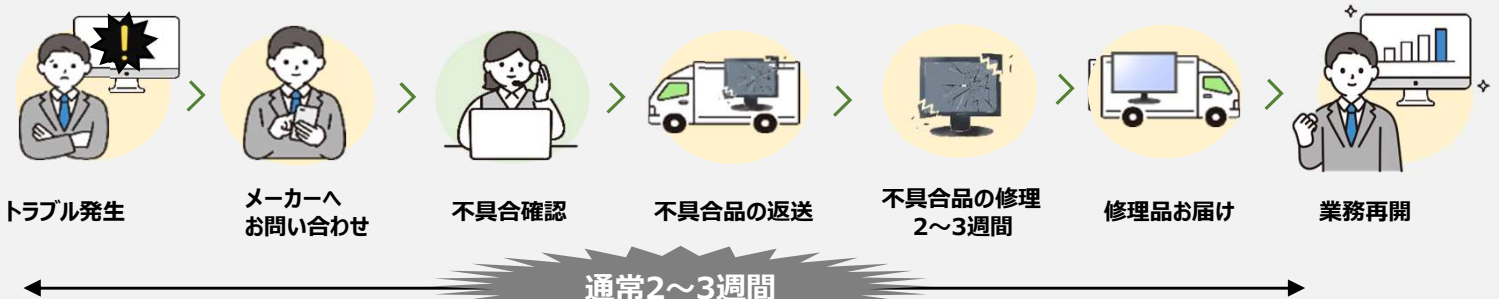 トラブル発生
メーカーへ
お問い合わせ
不具合確認
不具合品の返送
不具合品の修理
2～3週間
修理品お届け
業務再開
通常2～3週間